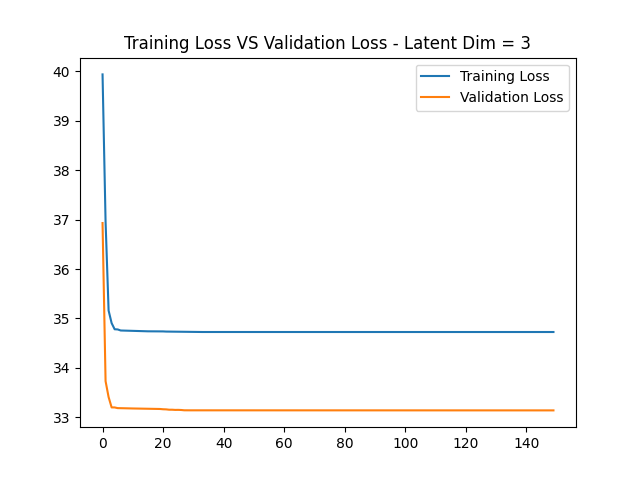 Training Loss VS Validation Loss - Latent Dim = 3
Training Loss
Validation Loss
40
39
38
37
36
35
34
33
0 20 40 60 80 100 120 140